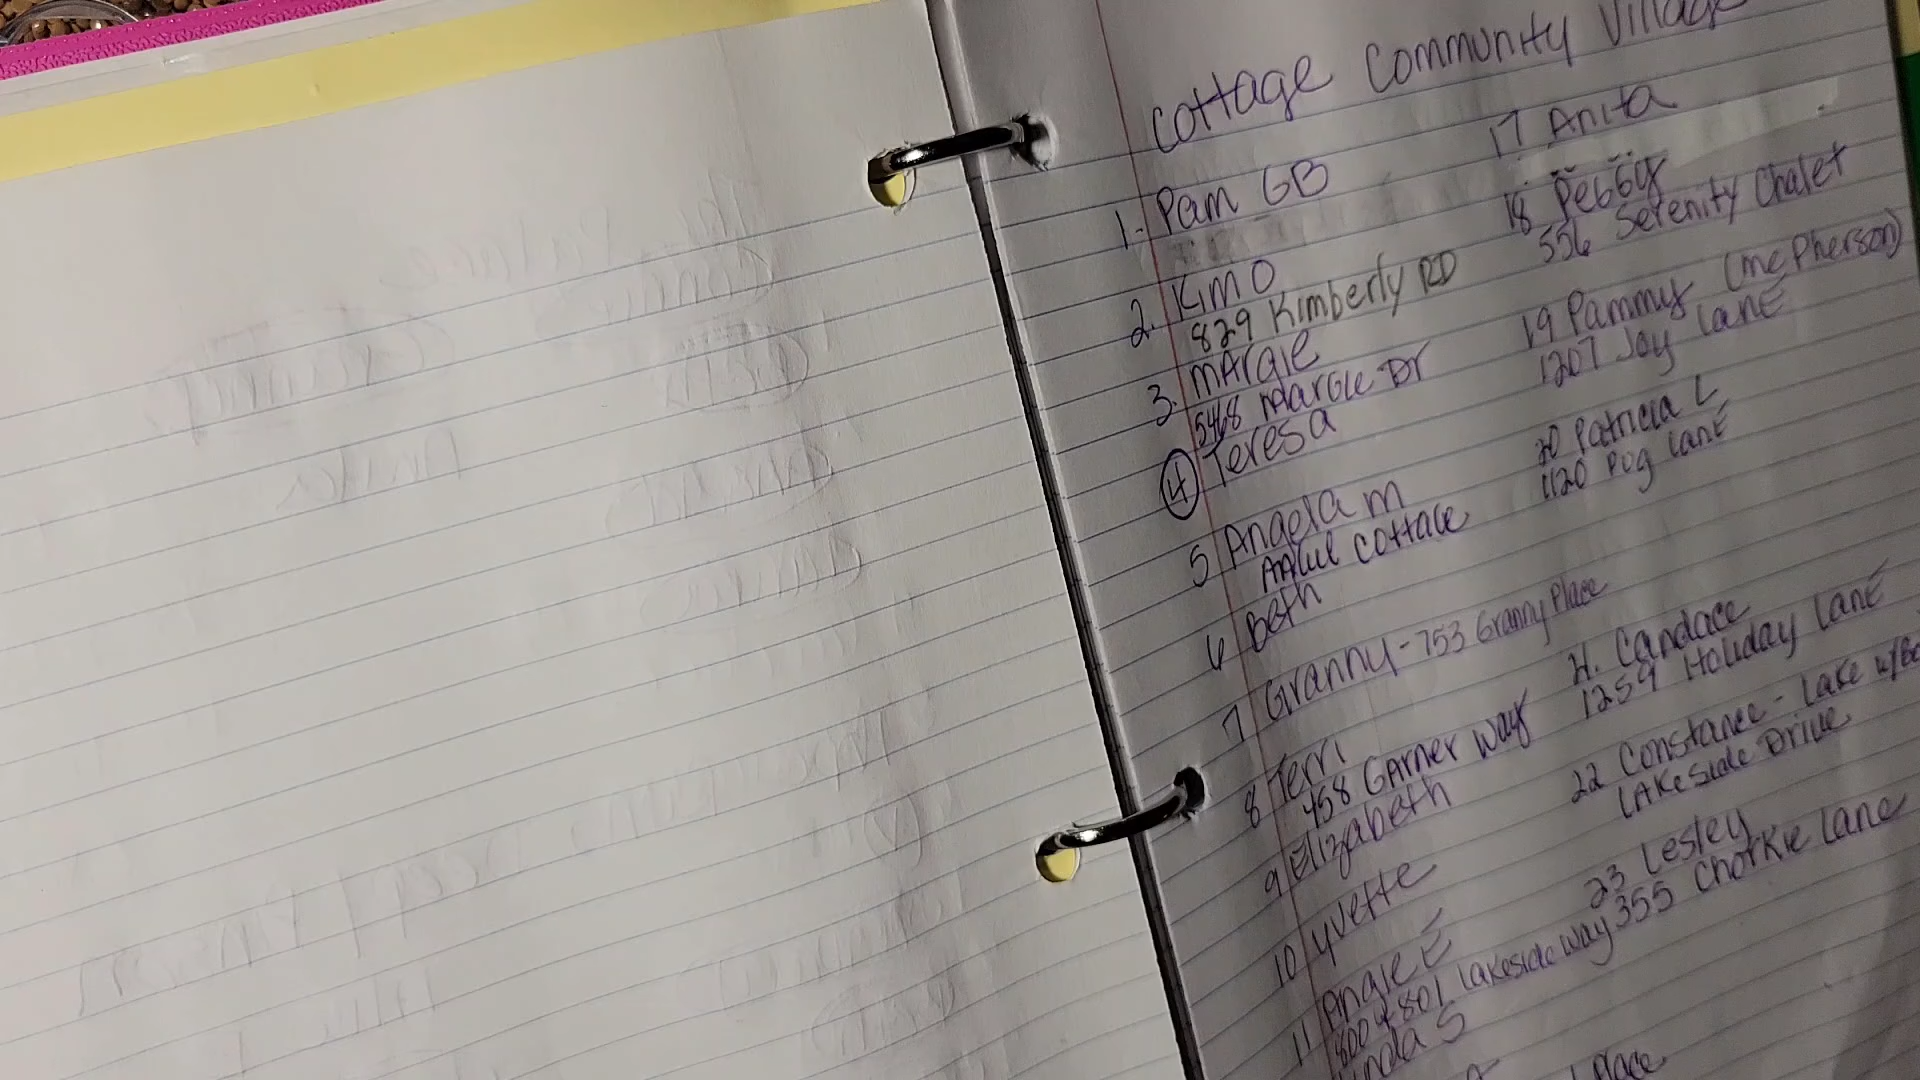 Cottage Community Village
1. Pam GB
2. Kim O
829 Kimberly RD
3. mArgie
5468 Margie Dr
4 Teresa
5 Angela m
Cottage
6 Beth
7 Granny - 753 Granny Place
8 Terri
458 Garner Way
9 Elizabeth
10 Yvette
11 Angie E
800 & 801 Lakeside Way
Linda S
17 Anita
18 Peggy
556 Serenity Chalet
19 Pammy (McPherson)
1207 Joy Lane
20 Patricia L
1120 Pug Lane
21. Candace
1259 Holiday Lane
22 Constance - Lake
Lakeside Drive
23 Lesley
355 Chorkie Lane
Place